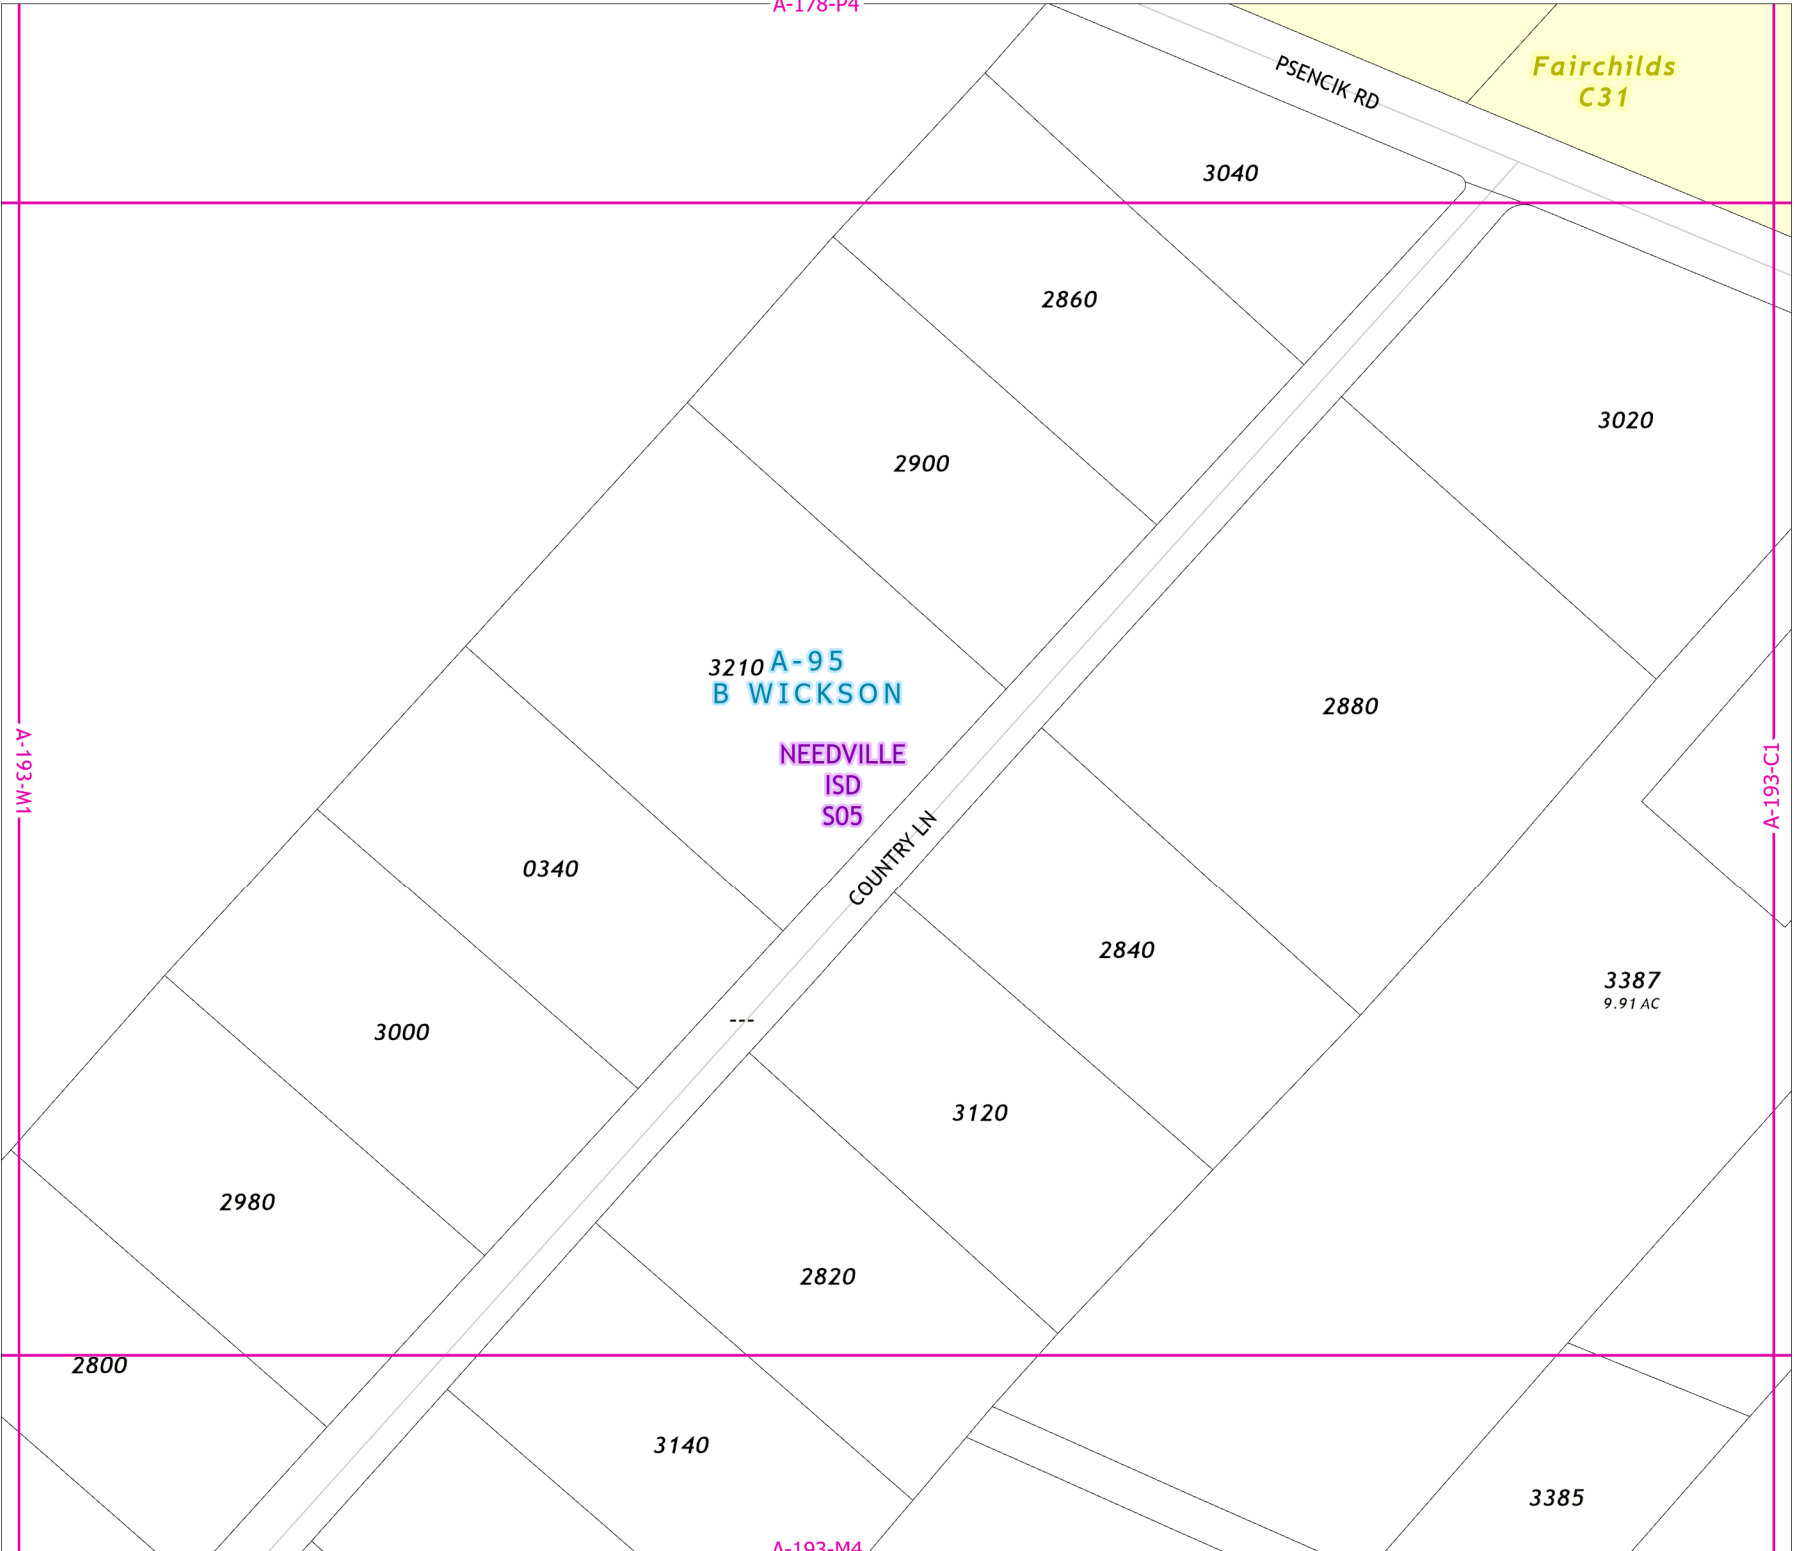 A-178-P4
PSENCIK RD
Fairchilds
C31
3040
2860
3020
2900
3210
A-95
B WICKSON
2880
NEEDVILLE
ISD
S05
A-193-M1
A-193-C1
COUNTRY LN
0340
2840
3387
9.91 AC
---
3000
3120
2980
2820
2800
3140
3385
A-193-M4